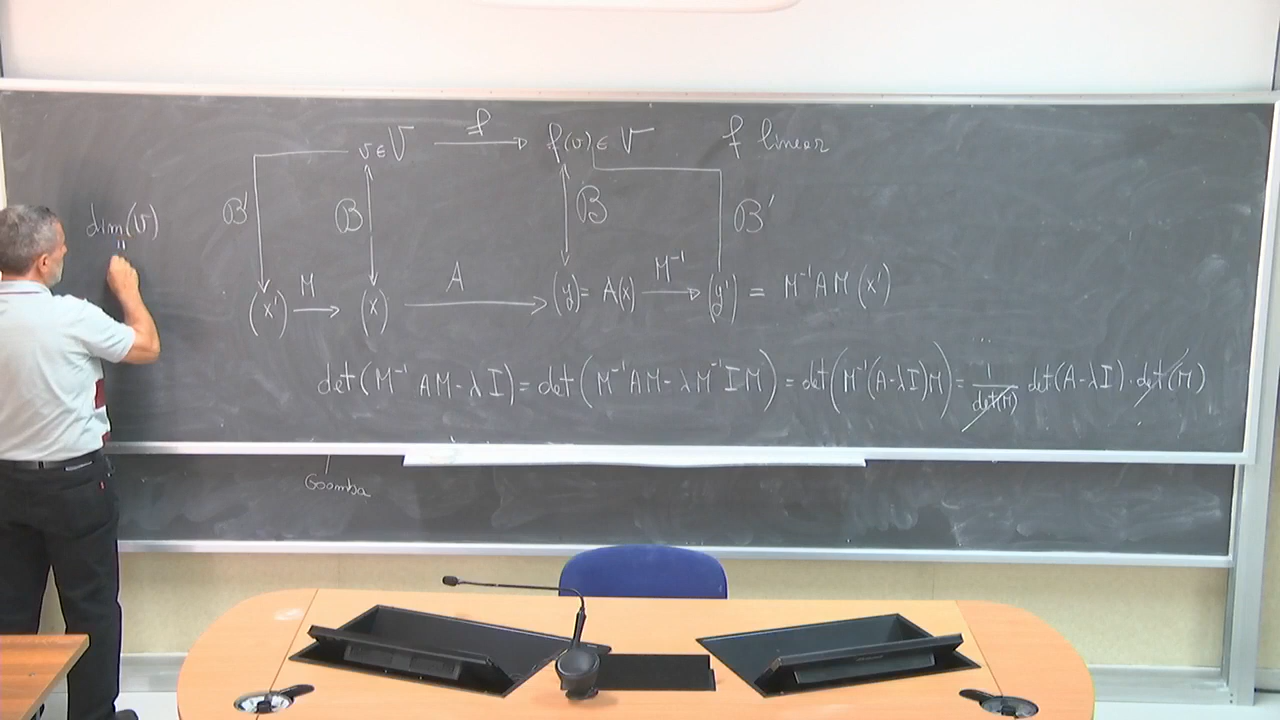 v∈V f f(v)∈V f linear
dim(V) B' B B B'
=
M A M⁻¹
(x') (x) (y) = A(x) (y') = M⁻¹AM(x')
det(M⁻¹AM-λI) = det(M⁻¹AM-λM⁻¹IM) = det(M⁻¹(A-λI)M) = 1/det(M) det(A-λI)·det(M)
Goomba